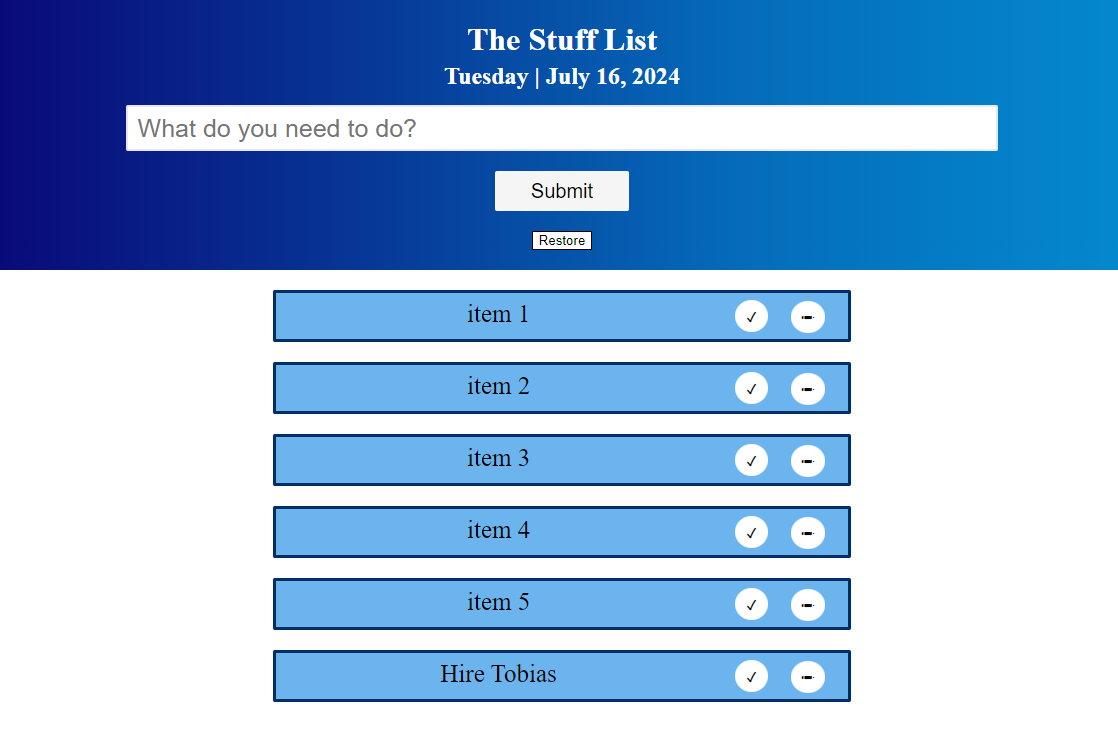 The Stuff List
Tuesday | July 16, 2024
What do you need to do?
Submit
Restore
item 1 ✓
item 2 ✓
item 3 ✓
item 4 ✓
item 5 ✓
Hire Tobias ✓